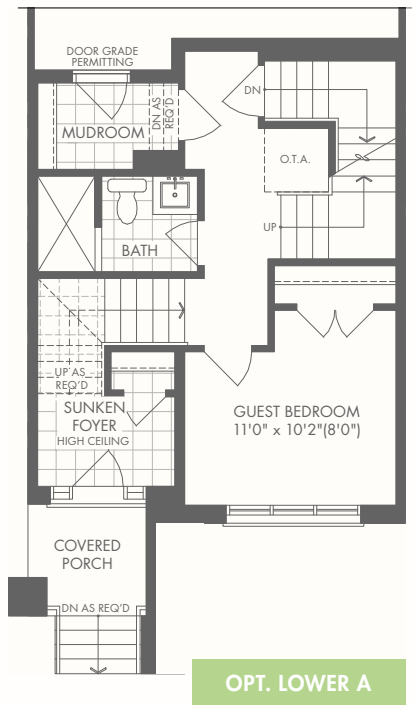 DOOR GRADE
PERMITTING
DN
MUDROOM
DN AS
REQ'D
O.T.A.
UP
BATH
UP AS
REQ'D
SUNKEN
FOYER
HIGH CEILING
GUEST BEDROOM
11'0" x 10'2"(8'0")
COVERED
PORCH
DN AS REQ'D
OPT. LOWER A